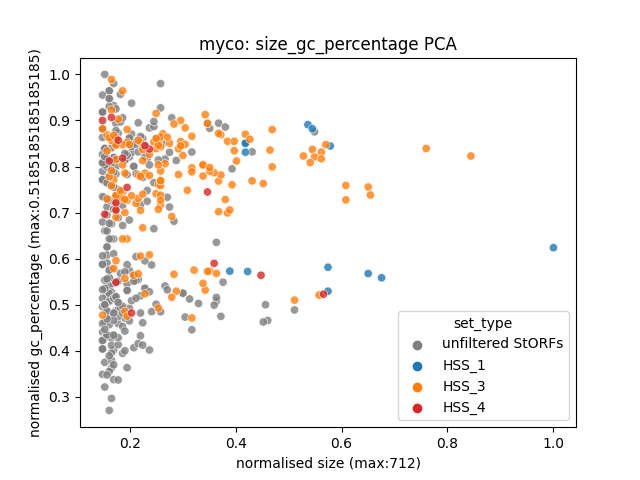 myco: size_gc_percentage PCA
normalised gc_percentage (max:0.5185185185185185)
1.0
0.9
0.8
0.7
0.6
0.5
0.4
0.3
set_type
unfiltered StORFs
HSS_1
HSS_3
HSS_4
0.2
0.4
0.6
0.8
1.0
normalised size (max:712)